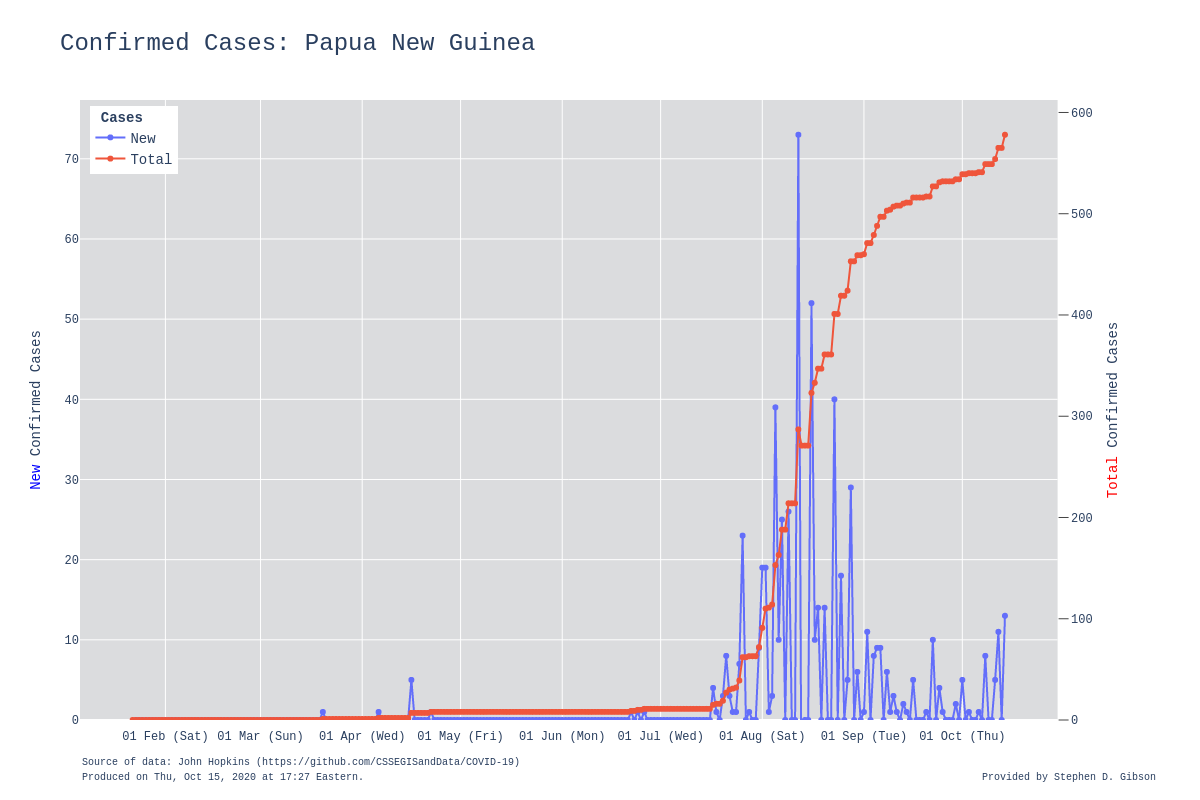 Confirmed Cases: Papua New Guinea
Cases
New
Total
70
60
50
40
30
20
10
0
600
500
400
300
200
100
0
New Confirmed Cases
Total Confirmed Cases
01 Feb (Sat) 01 Mar (Sun) 01 Apr (Wed) 01 May (Fri) 01 Jun (Mon) 01 Jul (Wed) 01 Aug (Sat) 01 Sep (Tue) 01 Oct (Thu)
Source of data: John Hopkins (https://github.com/CSSEGISandData/COVID-19)
Produced on Thu, Oct 15, 2020 at 17:27 Eastern.
Provided by Stephen D. Gibson